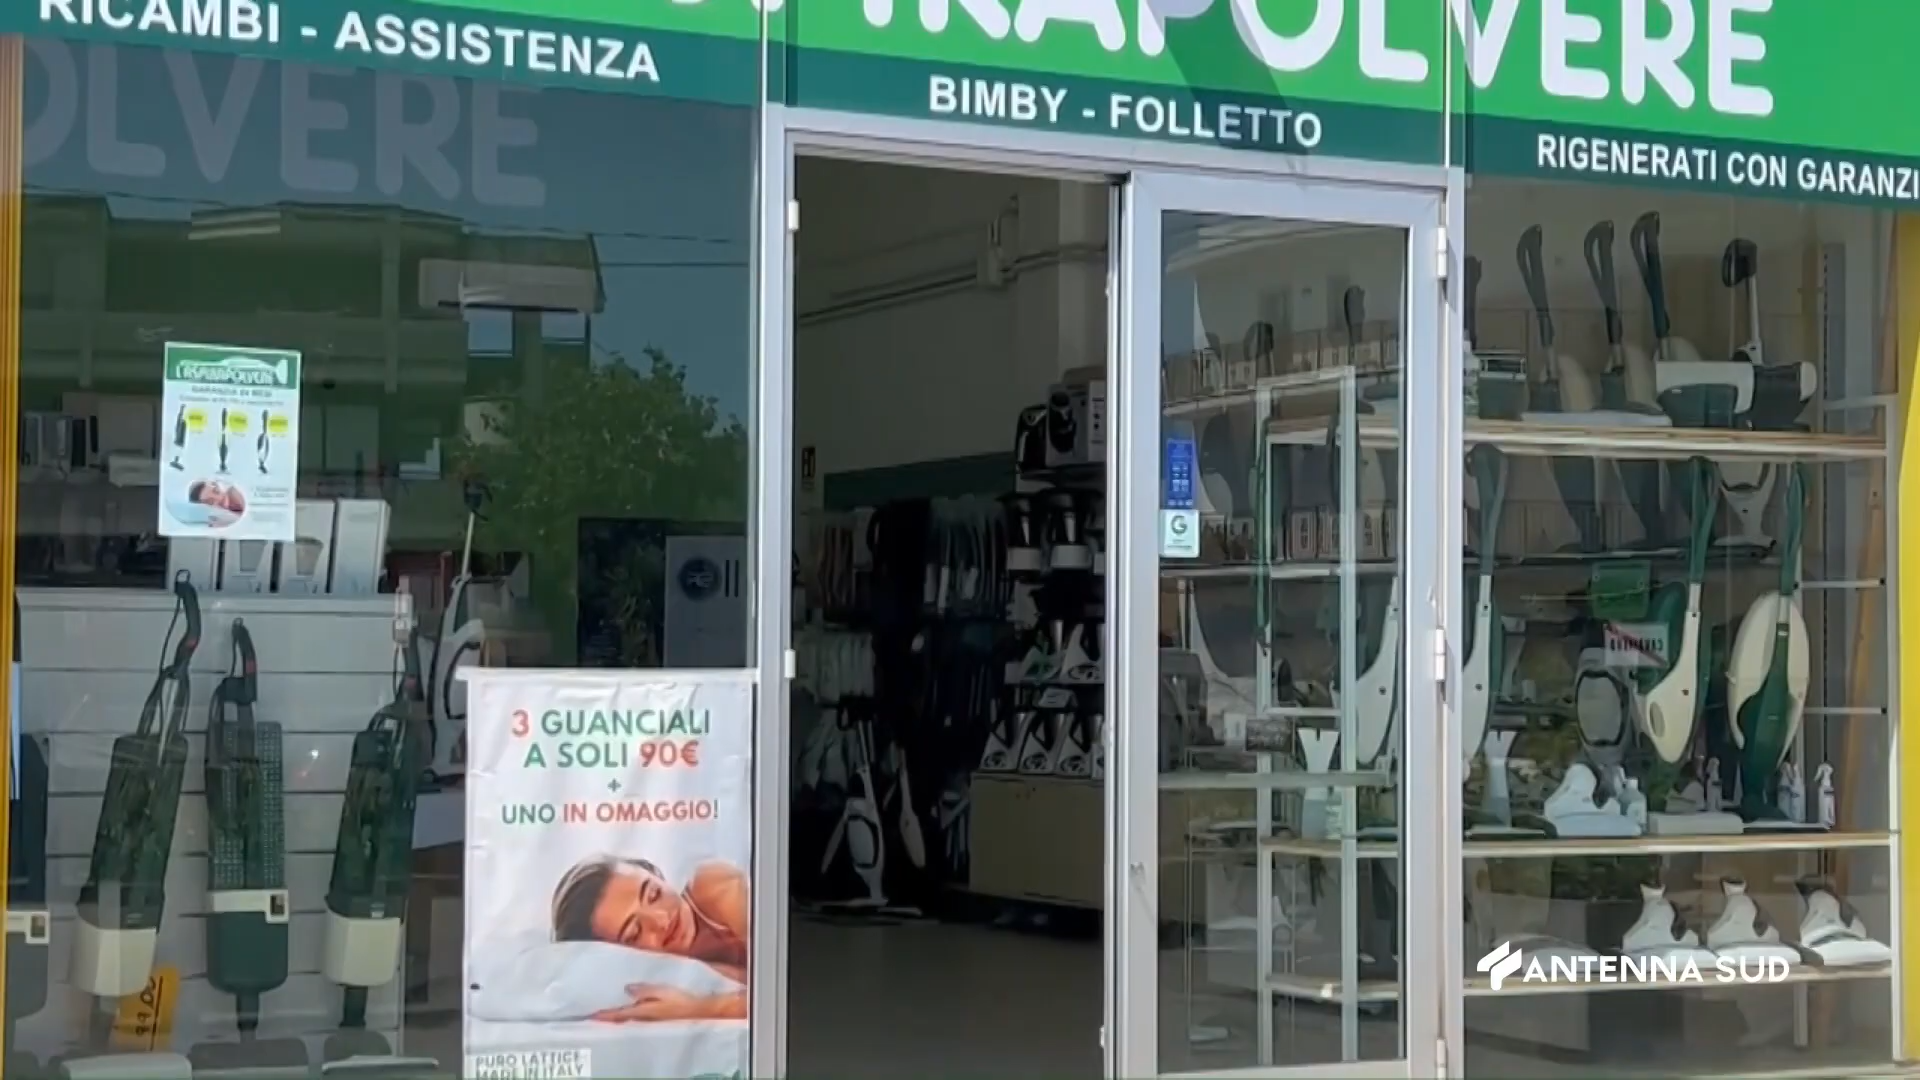 RICAMBI - ASSISTENZA
BIMBY - FOLLETTO
RIGENERATI CON GARANZI
OLVERE
3 GUANCIALI
A SOLI 90€
+
UNO IN OMAGGIO!
PURO LATTICE
MADE IN ITALY
ANTENNA SUD